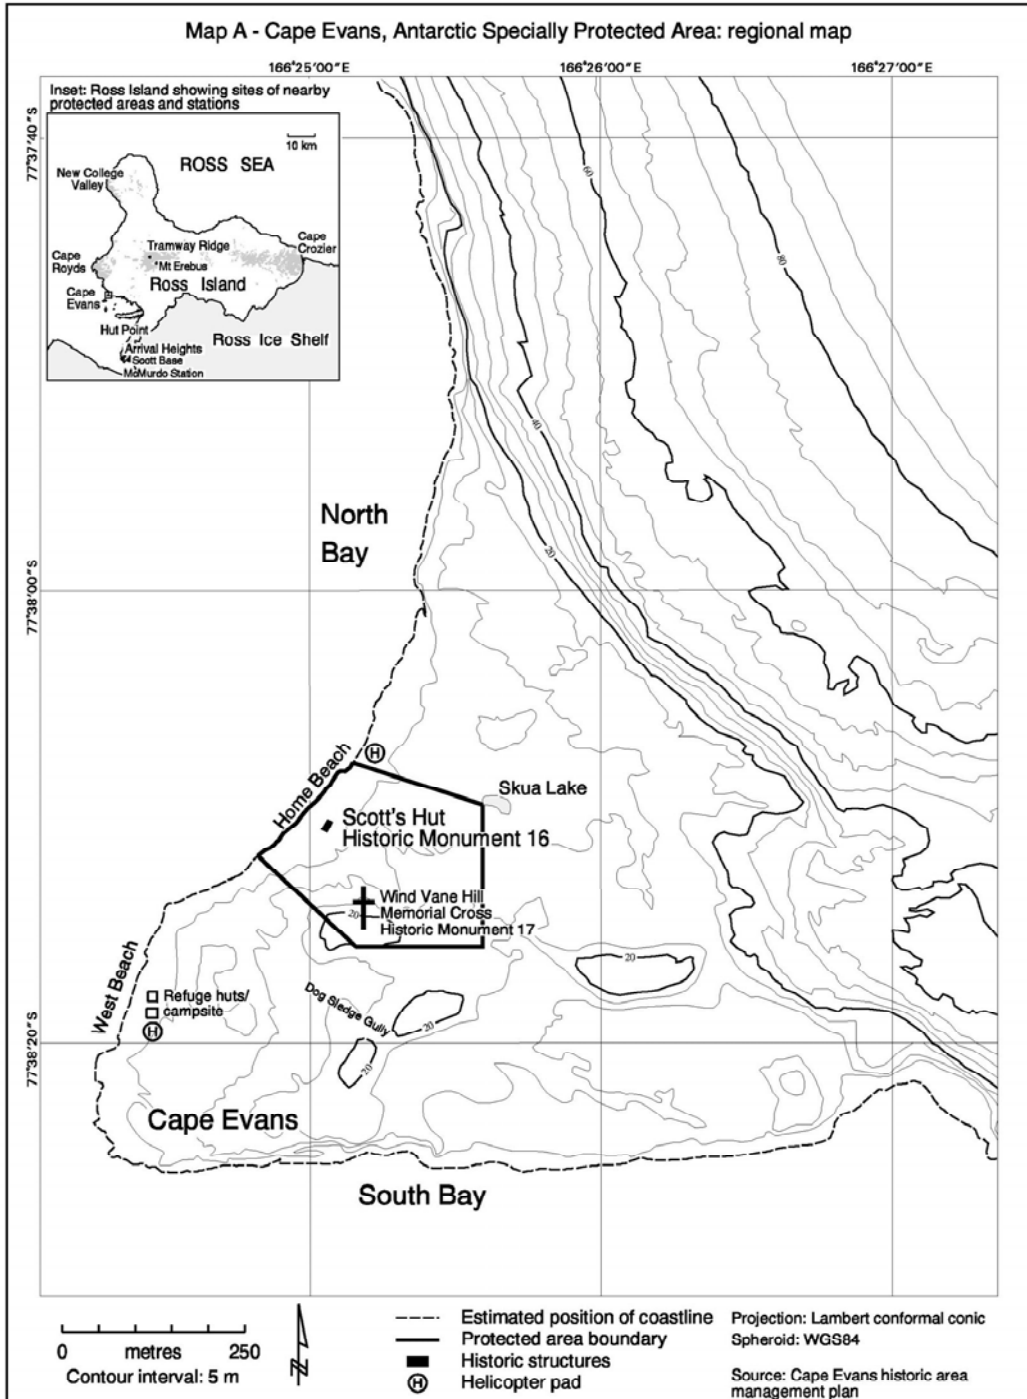 Map A - Cape Evans, Antarctic Specially Protected Area: regional map
166°25'00"E
166°26'00"E
166°27'00"E
Inset: Ross Island showing sites of nearby
protected areas and stations
10 km
ROSS SEA
New College
Valley
Cape
Crozier
Tramway Ridge
Mt Erebus
Cape
Royds
Ross Island
Cape
Evans
Hut Point
Ross Ice Shelf
Arrival Heights
Scott Base
McMurdo Station
77°37'40"S
60
80
40
20
North
Bay
77°38'00"S
H
Home Beach
Skua Lake
Scott's Hut
Historic Monument 16
Wind Vane Hill
Memorial Cross
Historic Monument 17
20
20
West Beach
Refuge huts/
campsite
H
Dog Sledge Gully
20
20
77°38'20"S
Cape Evans
South Bay
0 metres 250
Contour interval: 5 m
N
Estimated position of coastline
Protected area boundary
Historic structures
H Helicopter pad
Projection: Lambert conformal conic
Spheroid: WGS84
Source: Cape Evans historic area
management plan